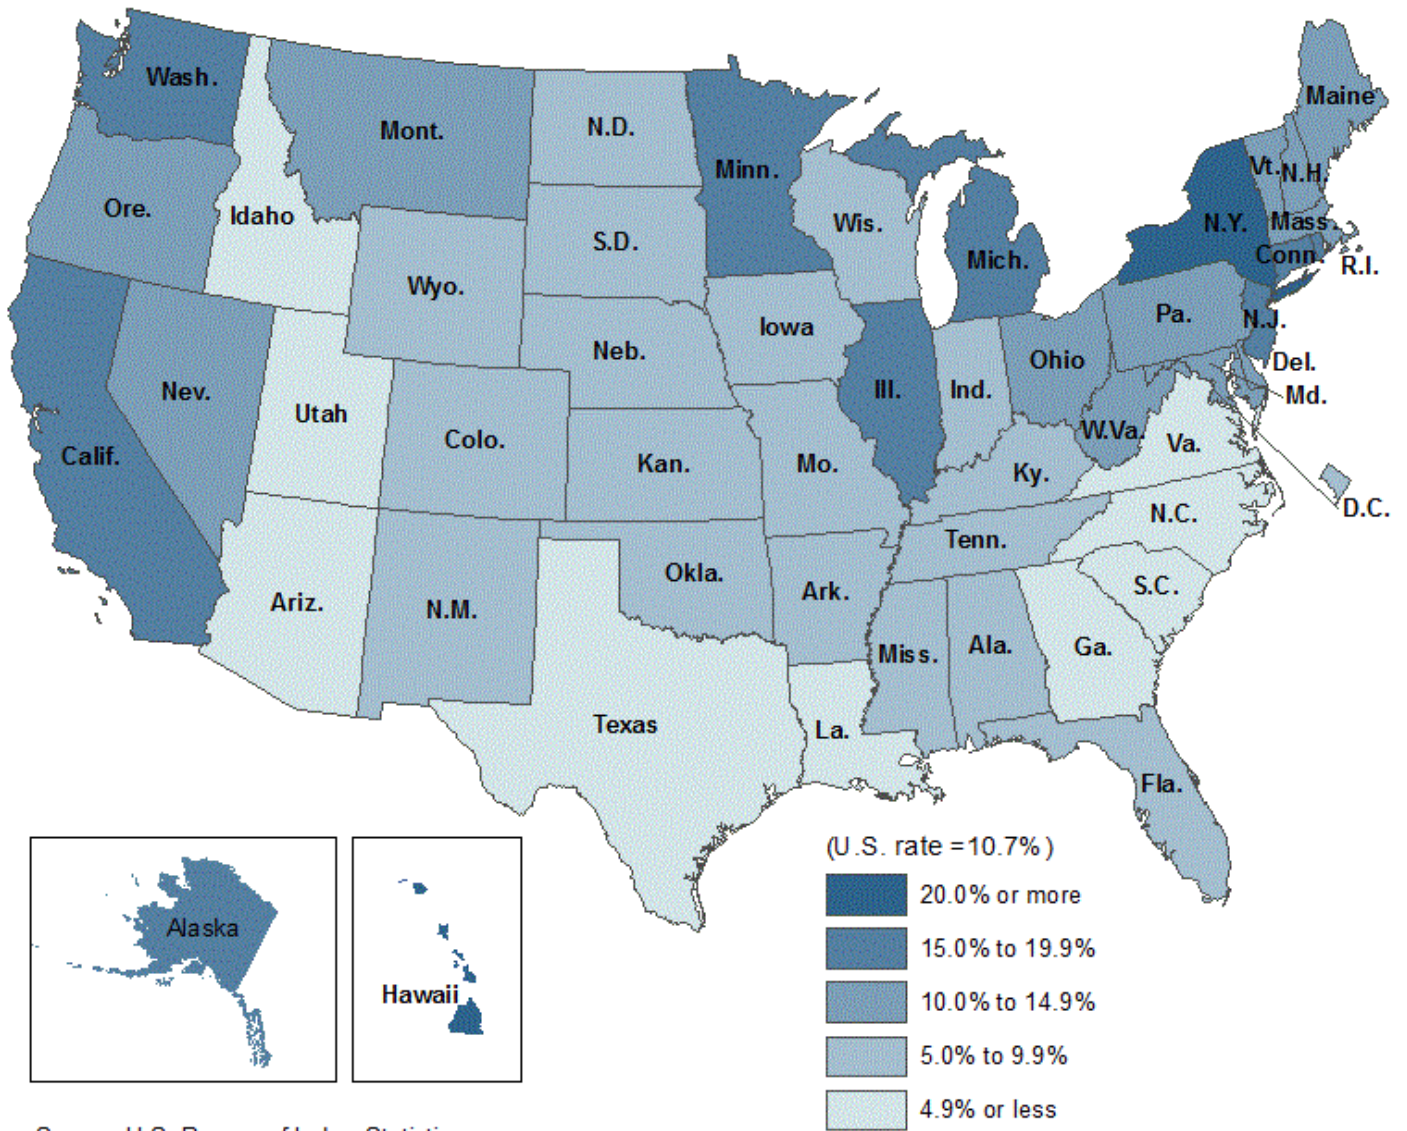 Wash.
Mont.
N.D.
Minn.
Maine
Vt.
N.H.
Ore.
Idaho
Wis.
N.Y.
Mass.
S.D.
Mich.
Conn.
R.I.
Wyo.
Iowa
Pa.
N.J.
Neb.
Ohio
Del.
Nev.
Ill.
Ind.
Md.
Utah
Colo.
W.Va.
Va.
Calif.
Kan.
Mo.
Ky.
D.C.
N.C.
Tenn.
Okla.
Ark.
S.C.
Ariz.
N.M.
Miss.
Ala.
Ga.
Texas
La.
Fla.
(U.S. rate =10.7%)
20.0% or more
Alaska
15.0% to 19.9%
Hawaii
10.0% to 14.9%
5.0% to 9.9%
4.9% or less